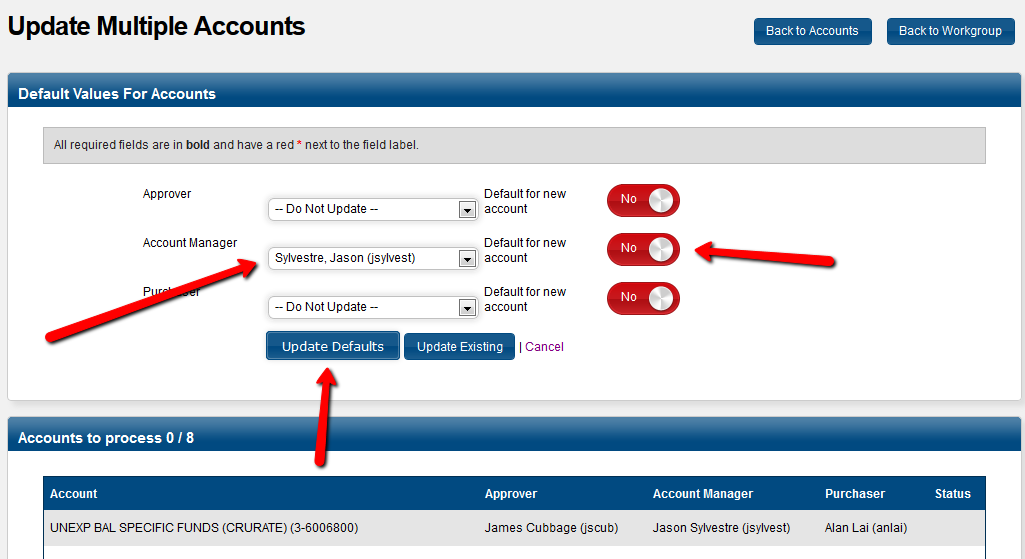 Update Multiple Accounts
Back to Accounts
Back to Workgroup
Default Values For Accounts
All required fields are in bold and have a red * next to the field label.
Approver
-- Do Not Update --
Default for new
account
No
Account Manager
Sylvestre, Jason (jsylvest)
Default for new
account
No
Purchaser
-- Do Not Update --
Default for new
account
No
Update Defaults
Update Existing
| Cancel
Accounts to process 0 / 8
Account Approver Account Manager Purchaser Status
UNEXP BAL SPECIFIC FUNDS (CRURATE) (3-6006800) James Cubbage (jscub) Jason Sylvestre (jsylvest) Alan Lai (anlai)